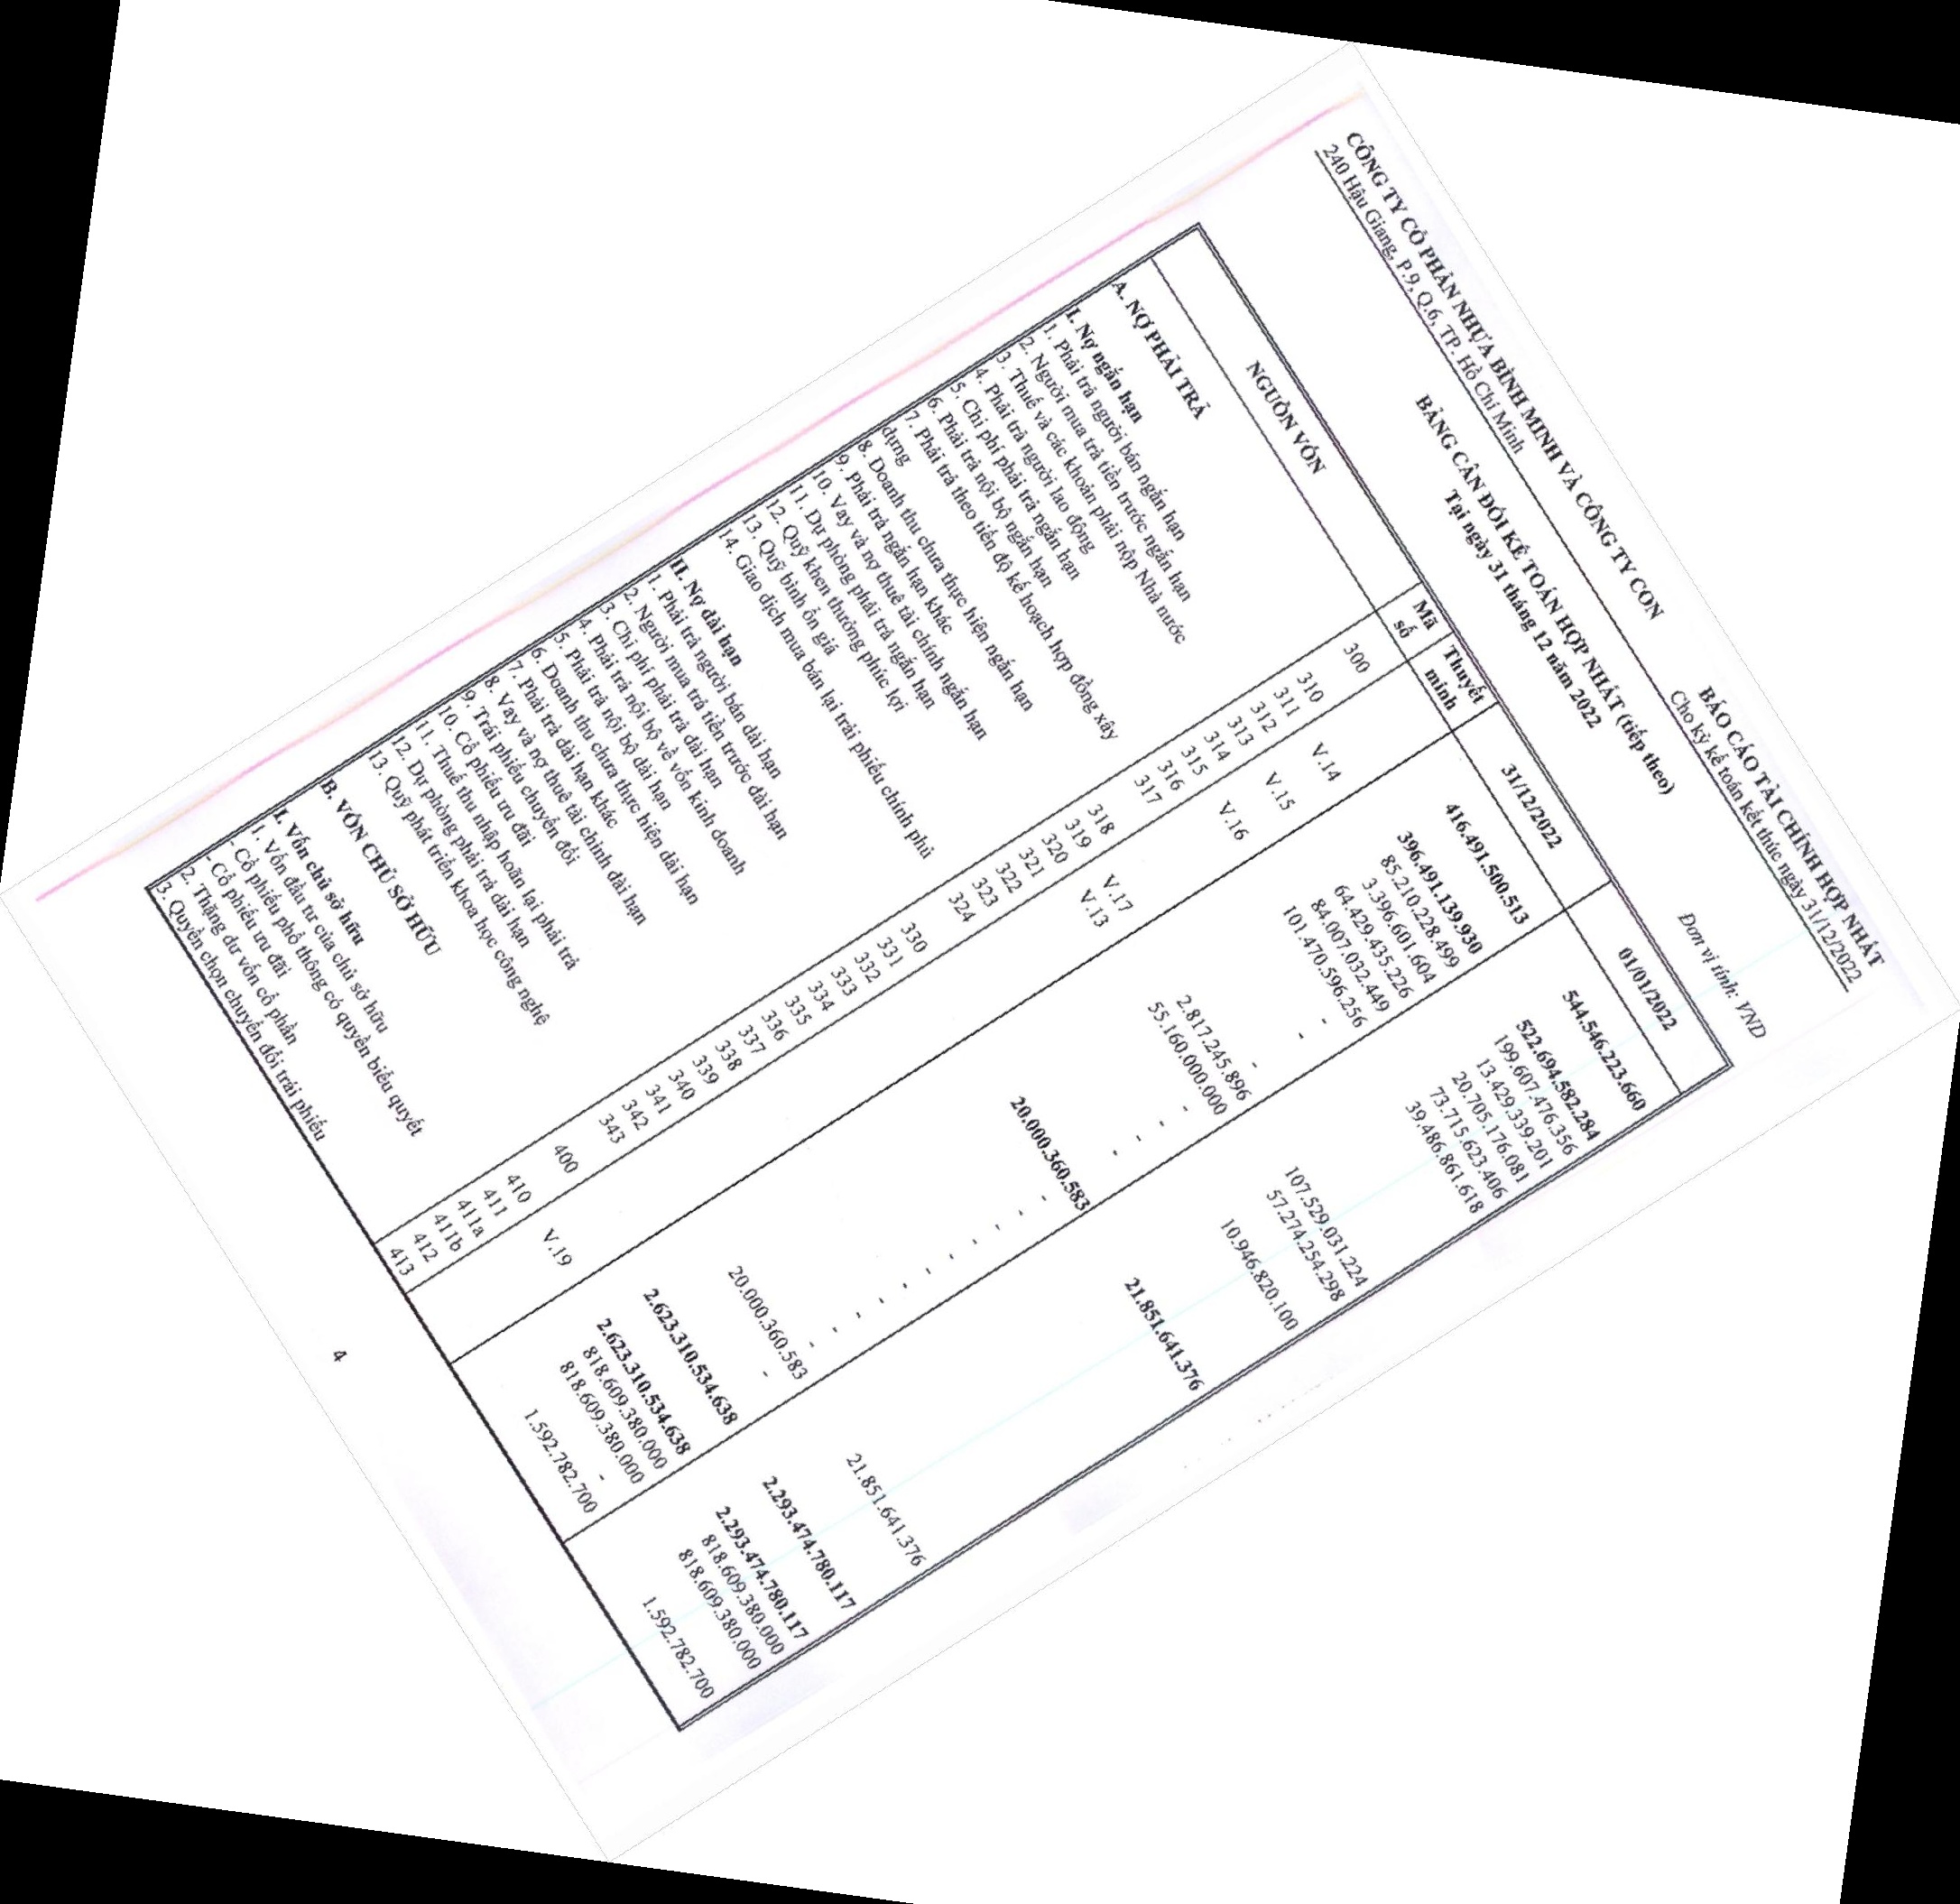 CÔNG TY CỔ PHẦN NHỰA BÌNH MINH VÀ CÔNG TY CON BÁO CÁO TÀI CHÍNH HỢP NHẤT
240 Hậu Giang, P.9, Q.6, TP. Hồ Chí Minh Cho kỳ kế toán kết thúc ngày 31/12/2022
BẢNG CÂN ĐỐI KẾ TOÁN HỢP NHẤT (tiếp theo)
Tại ngày 31 tháng 12 năm 2022
Đơn vị tính: VND
NGUỒN VỐN Mã số Thuyết minh 31/12/2022 01/01/2022
A. NỢ PHẢI TRẢ 300 416.491.500.513 544.546.223.660
I. Nợ ngắn hạn 310 396.491.139.930 522.694.582.284
1. Phải trả người bán ngắn hạn 311 V.14 85.210.228.499 199.607.476.356
2. Người mua trả tiền trước ngắn hạn 312 3.396.601.604 13.429.339.201
3. Thuế và các khoản phải nộp Nhà nước 313 V.15 64.429.435.226 20.705.176.081
4. Phải trả người lao động 314 84.007.032.449 73.715.623.406
5. Chi phí phải trả ngắn hạn 315 V.16 101.470.596.256 39.486.861.618
6. Phải trả nội bộ ngắn hạn 316 -
7. Phải trả theo tiến độ kế hoạch hợp đồng xây 317 -
dựng
8. Doanh thu chưa thực hiện ngắn hạn 318 -
9. Phải trả ngắn hạn khác 319 V.17 2.817.245.896 107.529.031.224
10. Vay và nợ thuê tài chính ngắn hạn 320 V.13 55.160.000.000 57.274.254.298
11. Dự phòng phải trả ngắn hạn 321 -
12. Quỹ khen thưởng phúc lợi 322 - 10.946.820.100
13. Quỹ bình ổn giá 323 -
14. Giao dịch mua bán lại trái phiếu chính phủ 324 -
II. Nợ dài hạn 330 20.000.360.583 21.851.641.376
1. Phải trả người bán dài hạn 331 -
2. Người mua trả tiền trước dài hạn 332 -
3. Chi phí phải trả dài hạn 333 -
4. Phải trả nội bộ về vốn kinh doanh 334 -
5. Phải trả nội bộ dài hạn 335 -
6. Doanh thu chưa thực hiện dài hạn 336 -
7. Phải trả dài hạn khác 337 -
8. Vay và nợ thuê tài chính dài hạn 338 -
9. Trái phiếu chuyển đổi 339 -
10. Cổ phiếu ưu đãi 340 -
11. Thuế thu nhập hoãn lại phải trả 341 -
12. Dự phòng phải trả dài hạn 342 20.000.360.583 21.851.641.376
13. Quỹ phát triển khoa học công nghệ 343 -
B. VỐN CHỦ SỞ HỮU 400 2.623.310.534.638 2.293.474.780.117
I. Vốn chủ sở hữu 410 V.19 2.623.310.534.638 2.293.474.780.117
1. Vốn đầu tư của chủ sở hữu 411 818.609.380.000 818.609.380.000
- Cổ phiếu phổ thông có quyền biểu quyết 411a 818.609.380.000 818.609.380.000
- Cổ phiếu ưu đãi 411b -
2. Thặng dư vốn cổ phần 412 1.592.782.700 1.592.782.700
3. Quyền chọn chuyển đổi trái phiếu 413
4